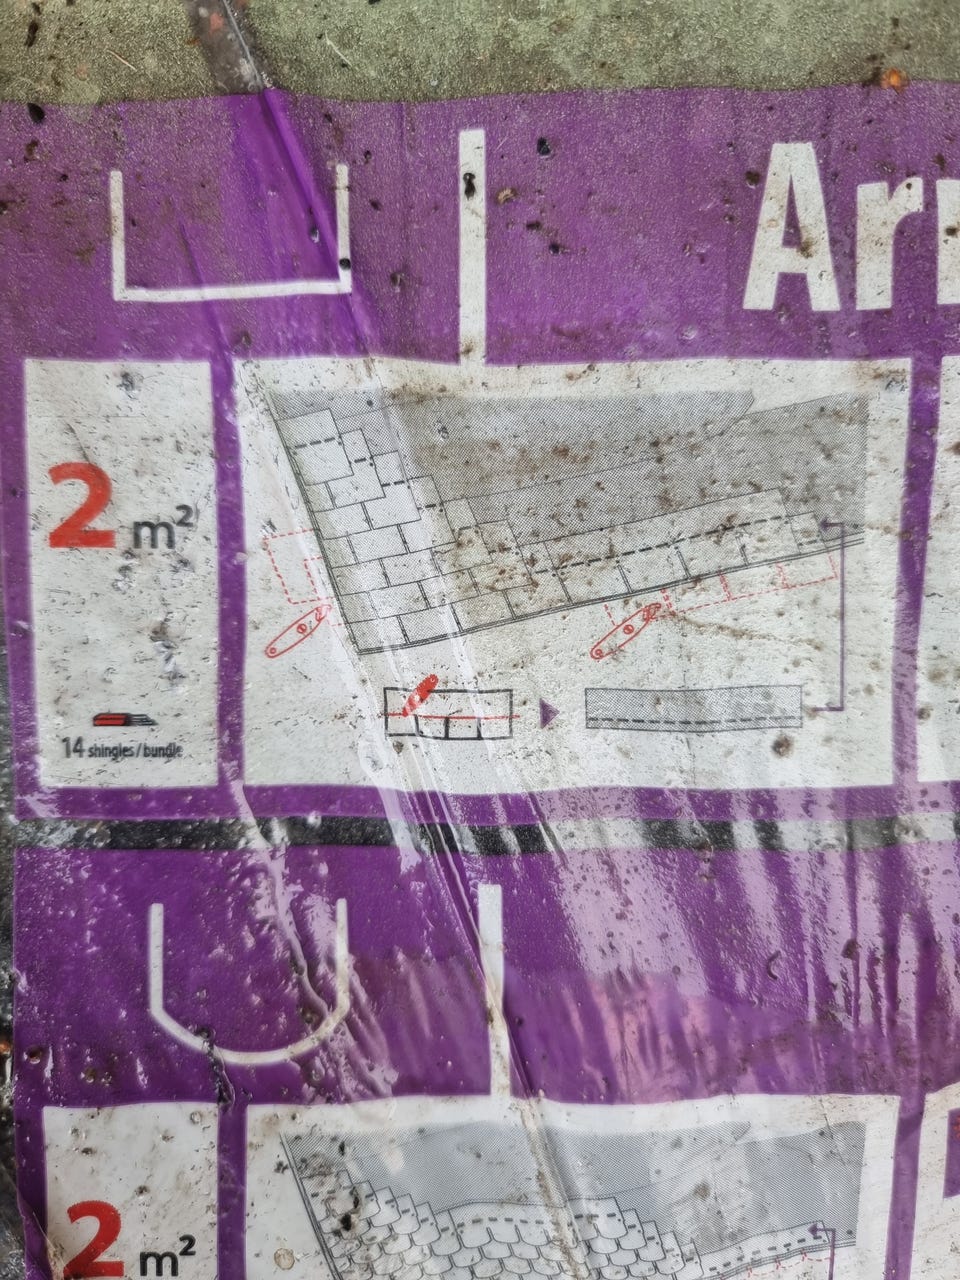 Ar
2 m²
14 shingles / bundle
2 m²